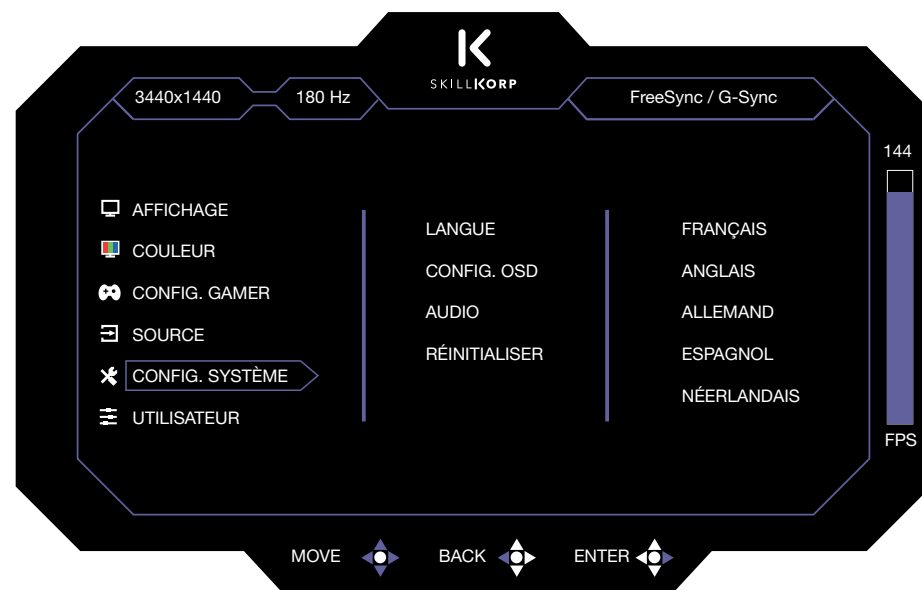 K
SKILLKORP
3440x1440
180 Hz
FreeSync / G-Sync
144
AFFICHAGE
COULEUR
CONFIG. GAMER
SOURCE
CONFIG. SYSTÈME
UTILISATEUR
LANGUE
CONFIG. OSD
AUDIO
RÉINITIALISER
FRANÇAIS
ANGLAIS
ALLEMAND
ESPAGNOL
NÉERLANDAIS
FPS
MOVE
BACK
ENTER